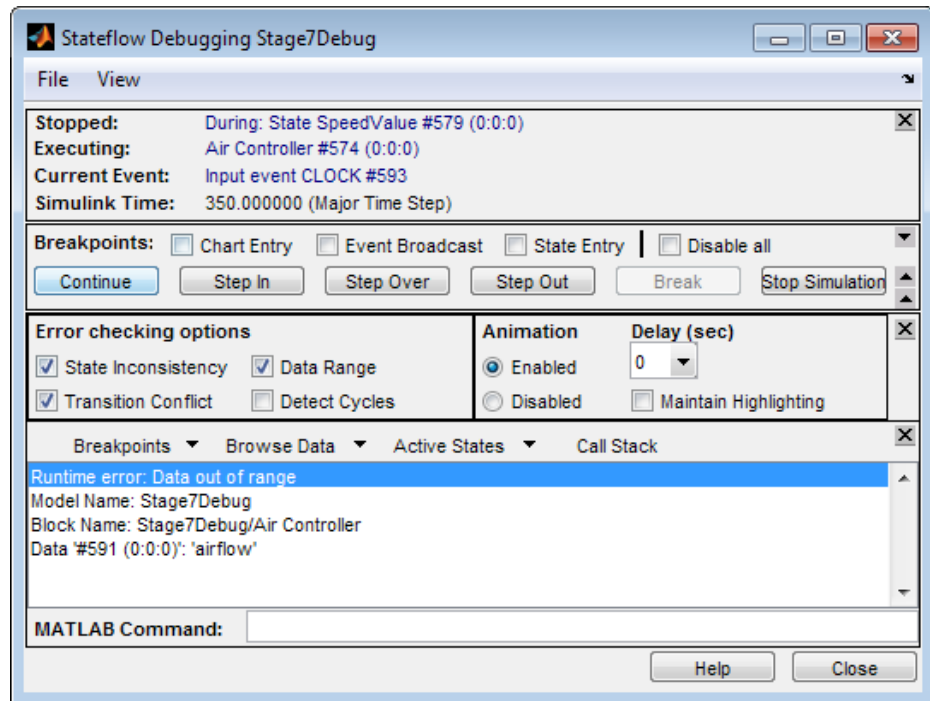 Stateflow Debugging Stage7Debug
File View
Stopped: During: State SpeedValue #579 (0:0:0)
Executing: Air Controller #574 (0:0:0)
Current Event: Input event CLOCK #593
Simulink Time: 350.000000 (Major Time Step)
Breakpoints: Chart Entry Event Broadcast State Entry Disable all
Continue Step In Step Over Step Out Break Stop Simulation
Error checking options Animation Delay (sec)
State Inconsistency Data Range Enabled 0
Transition Conflict Detect Cycles Disabled Maintain Highlighting
Breakpoints Browse Data Active States Call Stack
Runtime error: Data out of range
Model Name: Stage7Debug
Block Name: Stage7Debug/Air Controller
Data '#591 (0:0:0)': 'airflow'
MATLAB Command:
Help Close